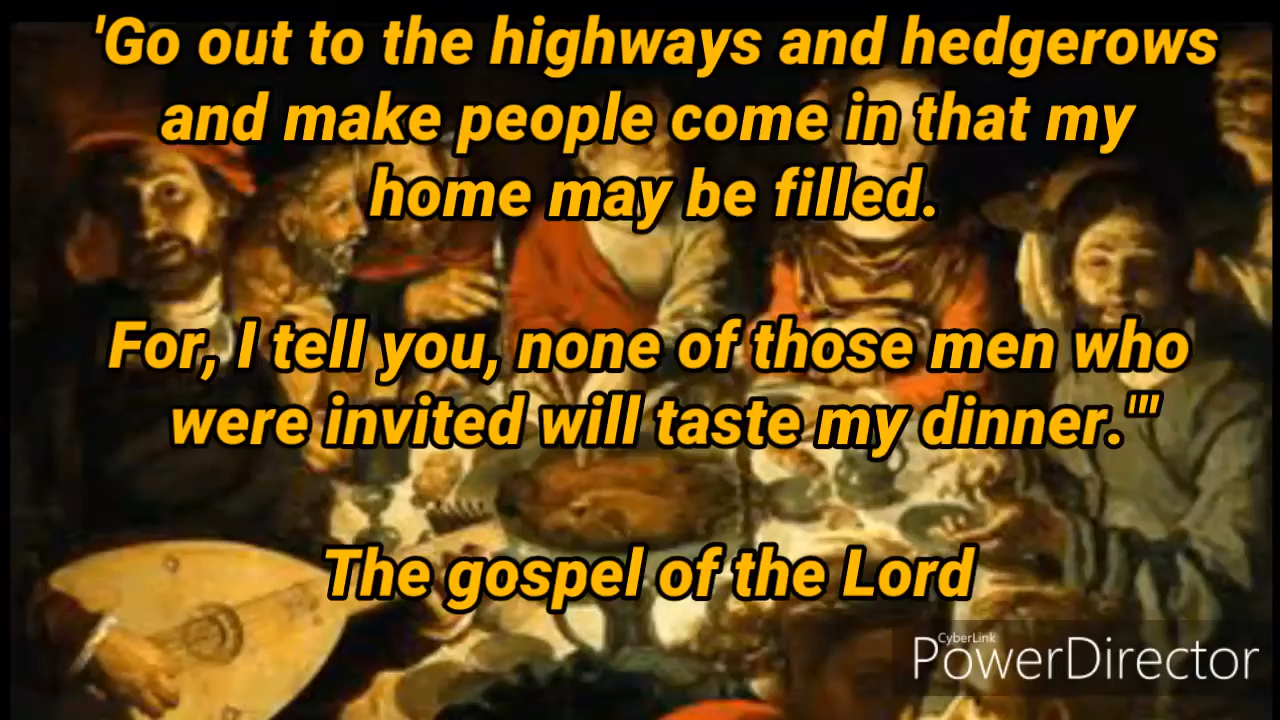 'Go out to the highways and hedgerows
and make people come in that my
home may be filled.
For, I tell you, none of those men who
were invited will taste my dinner.'"
The gospel of the Lord
CyberLink
PowerDirector